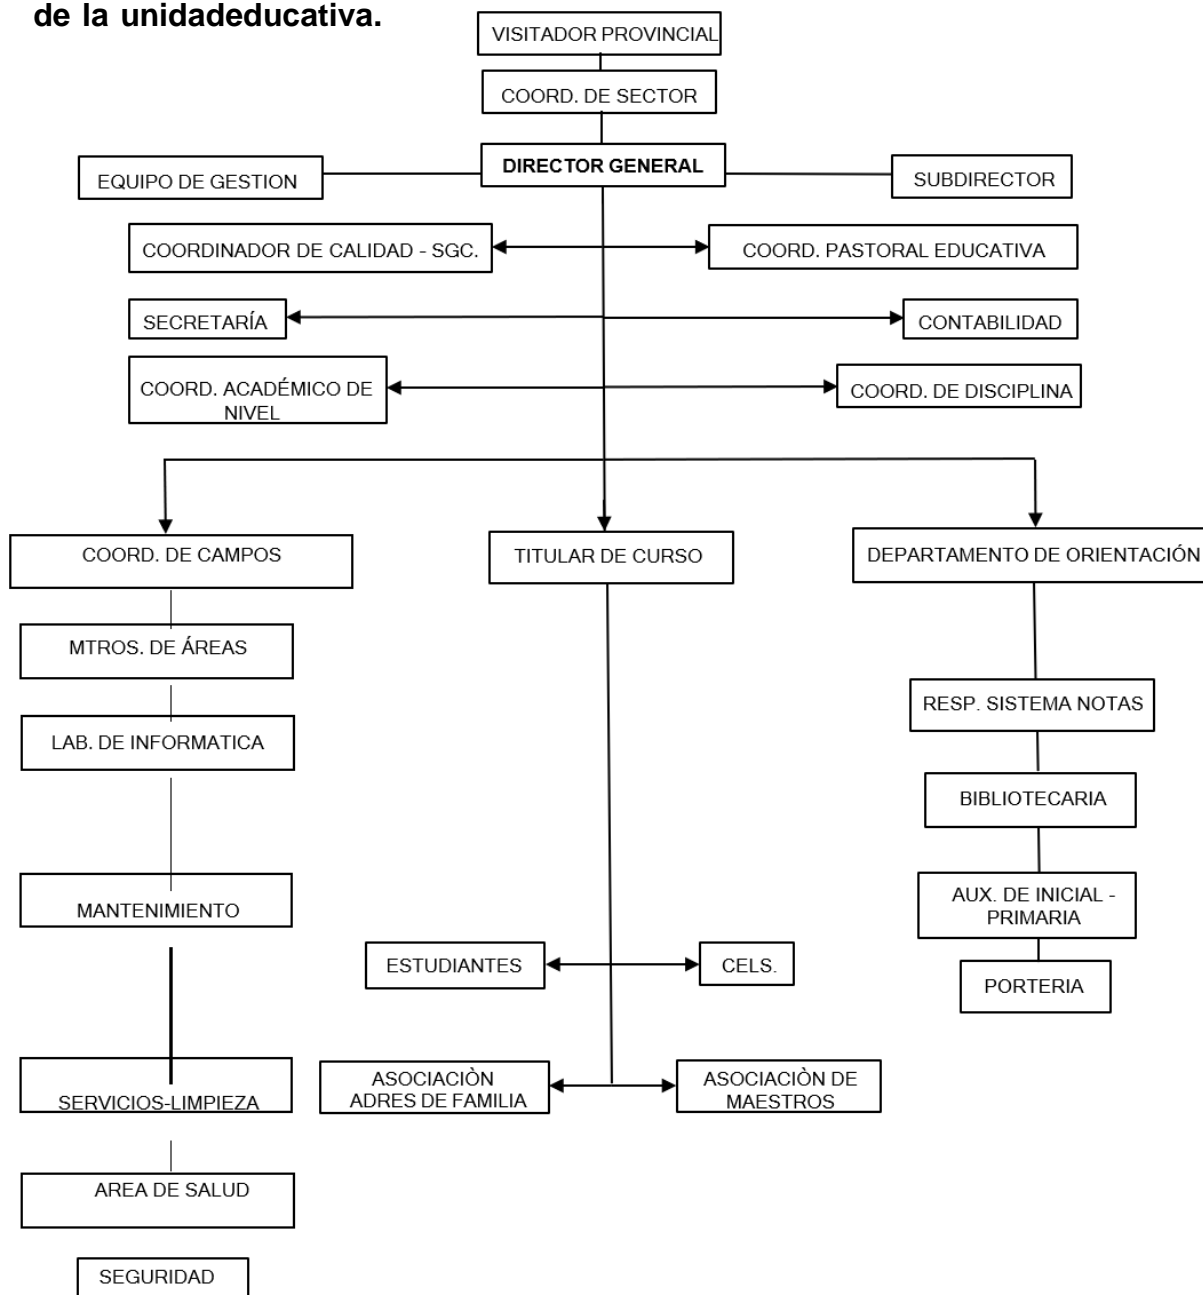 de la unidadeducativa.
VISITADOR PROVINCIAL
COORD. DE SECTOR
DIRECTOR GENERAL
EQUIPO DE GESTION
SUBDIRECTOR
COORDINADOR DE CALIDAD - SGC.
COORD. PASTORAL EDUCATIVA
SECRETARÍA
CONTABILIDAD
COORD. ACADÉMICO DE
NIVEL
COORD. DE DISCIPLINA
COORD. DE CAMPOS
TITULAR DE CURSO
DEPARTAMENTO DE ORIENTACIÓN
MTROS. DE ÁREAS
RESP. SISTEMA NOTAS
LAB. DE INFORMATICA
BIBLIOTECARIA
MANTENIMIENTO
AUX. DE INICIAL -
PRIMARIA
ESTUDIANTES
CELS.
PORTERIA
SERVICIOS-LIMPIEZA
ASOCIACIÒN
ADRES DE FAMILIA
ASOCIACIÒN DE
MAESTROS
AREA DE SALUD
SEGURIDAD